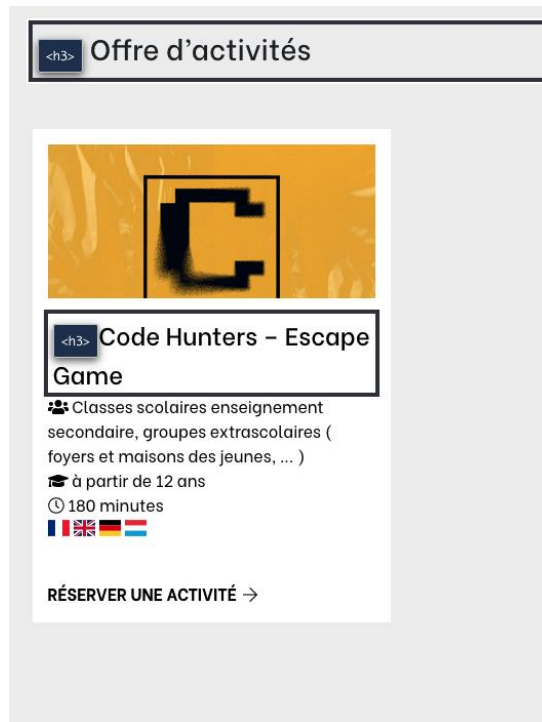 <h3> Offre d’activités
C
<h3> Code Hunters – Escape
Game
Classes scolaires enseignement
secondaire, groupes extrascolaires (
foyers et maisons des jeunes, ... )
à partir de 12 ans
180 minutes
RÉSERVER UNE ACTIVITÉ →